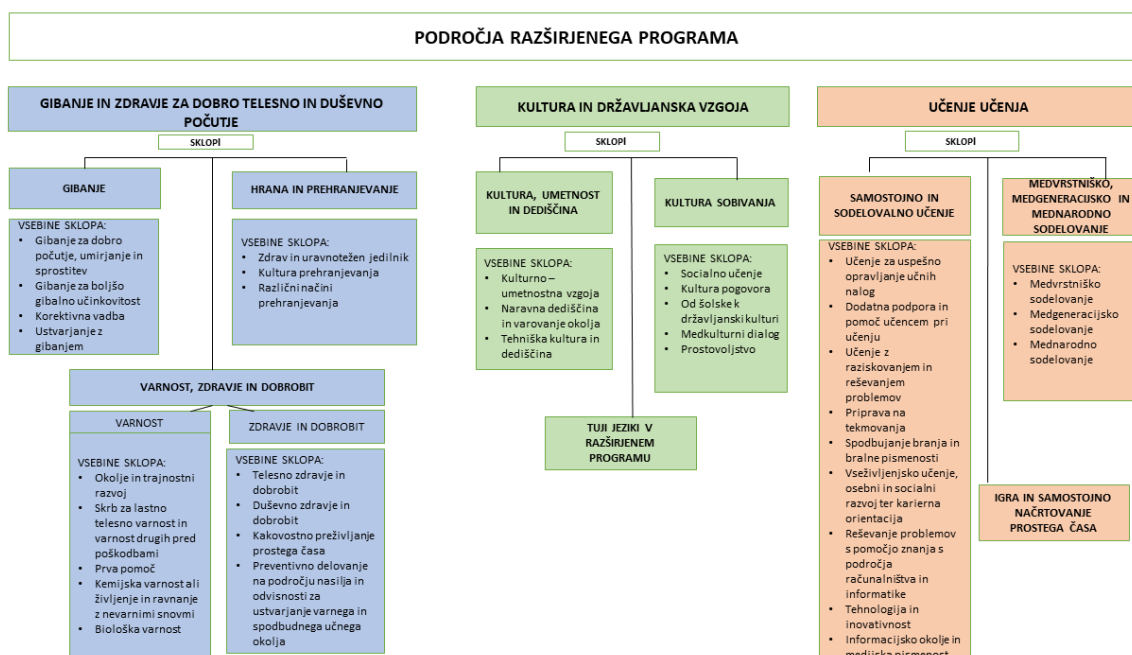 PODROČJA RAZŠIRJENEGA PROGRAMA
GIBANJE IN ZDRAVJE ZA DOBRO TELESNO IN DUŠEVNO
POČUTJE
SKLOPI
GIBANJE
VSEBINE SKLOPA:
• Gibanje za dobro
počutje, umirjanje in
sprostitev
• Gibanje za boljšo
gibalno učinkovitost
• Korektivna vadba
• Ustvarjanje z
gibanjem
HRANA IN PREHRANJEVANJE
VSEBINE SKLOPA:
• Zdrav in uravnotežen jedilnik
• Kultura prehranjevanja
• Različni načini
prehranjevanja
VARNOST, ZDRAVJE IN DOBROBIT
VARNOST
VSEBINE SKLOPA:
• Okolje in trajnostni
razvoj
• Skrb za lastno
telesno varnost in
varnost drugih pred
poškodbami
• Prva pomoč
• Kemijska varnost ali
življenje in ravnanje
z nevarnimi snovmi
• Biološka varnost
ZDRAVJE IN DOBROBIT
VSEBINE SKLOPA:
• Telesno zdravje in
dobrobit
• Duševno zdravje in
dobrobit
• Kakovostno preživljanje
prostega časa
• Preventivno delovanje
na področju nasilja in
odvisnosti za
ustvarjanje varnega in
spodbudnega učnega
okolja
KULTURA IN DRŽAVLJANSKA VZGOJA
SKLOPI
KULTURA, UMETNOST
IN DEDIŠČINA
VSEBINE SKLOPA:
• Kulturno –
umetnostna vzgoja
• Naravna dediščina
in varovanje okolja
• Tehniška kultura in
dediščina
KULTURA SOBIVANJA
VSEBINE SKLOPA:
• Socialno učenje
• Kultura pogovora
• Od šolske k
državljanski kulturi
• Medkulturni dialog
• Prostovoljstvo
TUJI JEZIKI V
RAZŠIRJENEM
PROGRAMU
UČENJE UČENJA
SKLOPI
SAMOSTOJNO IN
SODELOVALNO UČENJE
VSEBINE SKLOPA:
• Učenje za uspešno
opravljanje učnih
nalog
• Dodatna podpora in
pomoč učencem pri
učenju
• Učenje z
raziskovanjem in
reševanjem
problemov
• Priprava na
tekmovanja
• Spodbujanje branja in
bralne pismenosti
• Vseživljenjsko učenje,
osebni in socialni
razvoj ter karierna
orientacija
• Reševanje problemov
s pomočjo znanja s
področja
računalništva in
informatike
• Tehnologija in
inovativnost
• Informacijsko okolje in
medijska pismenost
MEDVRSTNIŠKO,
MEDGENERACIJSKO IN
MEDNARODNO
SODELOVANJE
VSEBINE SKLOPA:
• Medvrstniško
sodelovanje
• Medgeneracijsko
sodelovanje
• Mednarodno
sodelovanje
IGRA IN SAMOSTOJNO
NAČRTOVANJE
PROSTEGA ČASA